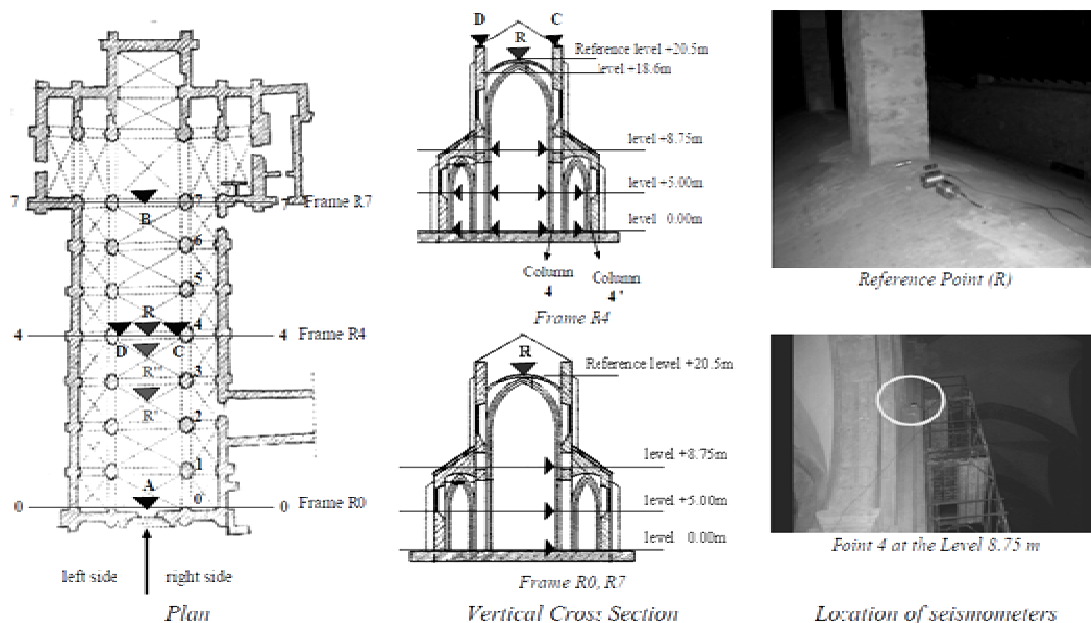 7
B
7
7
Frame R7
6
5
R
4
4
4
Frame R4
D
C
R"
3
R'
2
1
A
0
0
0
Frame R0
left side
right side
Plan
D
C
R
Reference level +20.5m
level +18.6m
level +8.75m
level +5.00m
level 0.00m
Column
4
Column
4'
Frame R4
R
Reference level +20.5m
level +8.75m
level +5.00m
level 0.00m
Frame R0, R7
Vertical Cross Section
Reference Point (R)
Point 4 at the Level 8.75 m
Location of seismometers